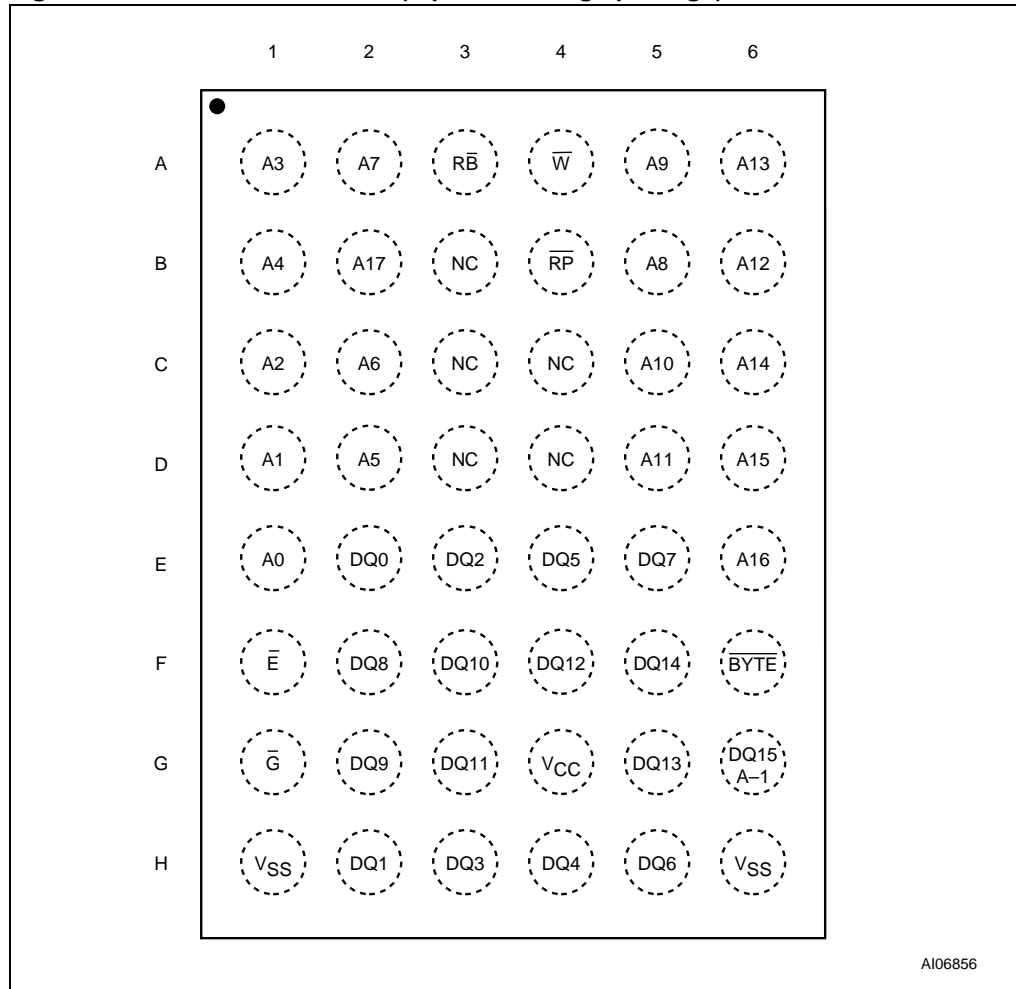 1 2 3 4 5 6
A A3 A7 RB̅ W̅ A9 A13
B A4 A17 NC R̅P̅ A8 A12
C A2 A6 NC NC A10 A14
D A1 A5 NC NC A11 A15
E A0 DQ0 DQ2 DQ5 DQ7 A16
F E̅ DQ8 DQ10 DQ12 DQ14 B̅Y̅T̅E̅
G G̅ DQ9 DQ11 VCC DQ13 DQ15
A–1
H VSS DQ1 DQ3 DQ4 DQ6 VSS
AI06856